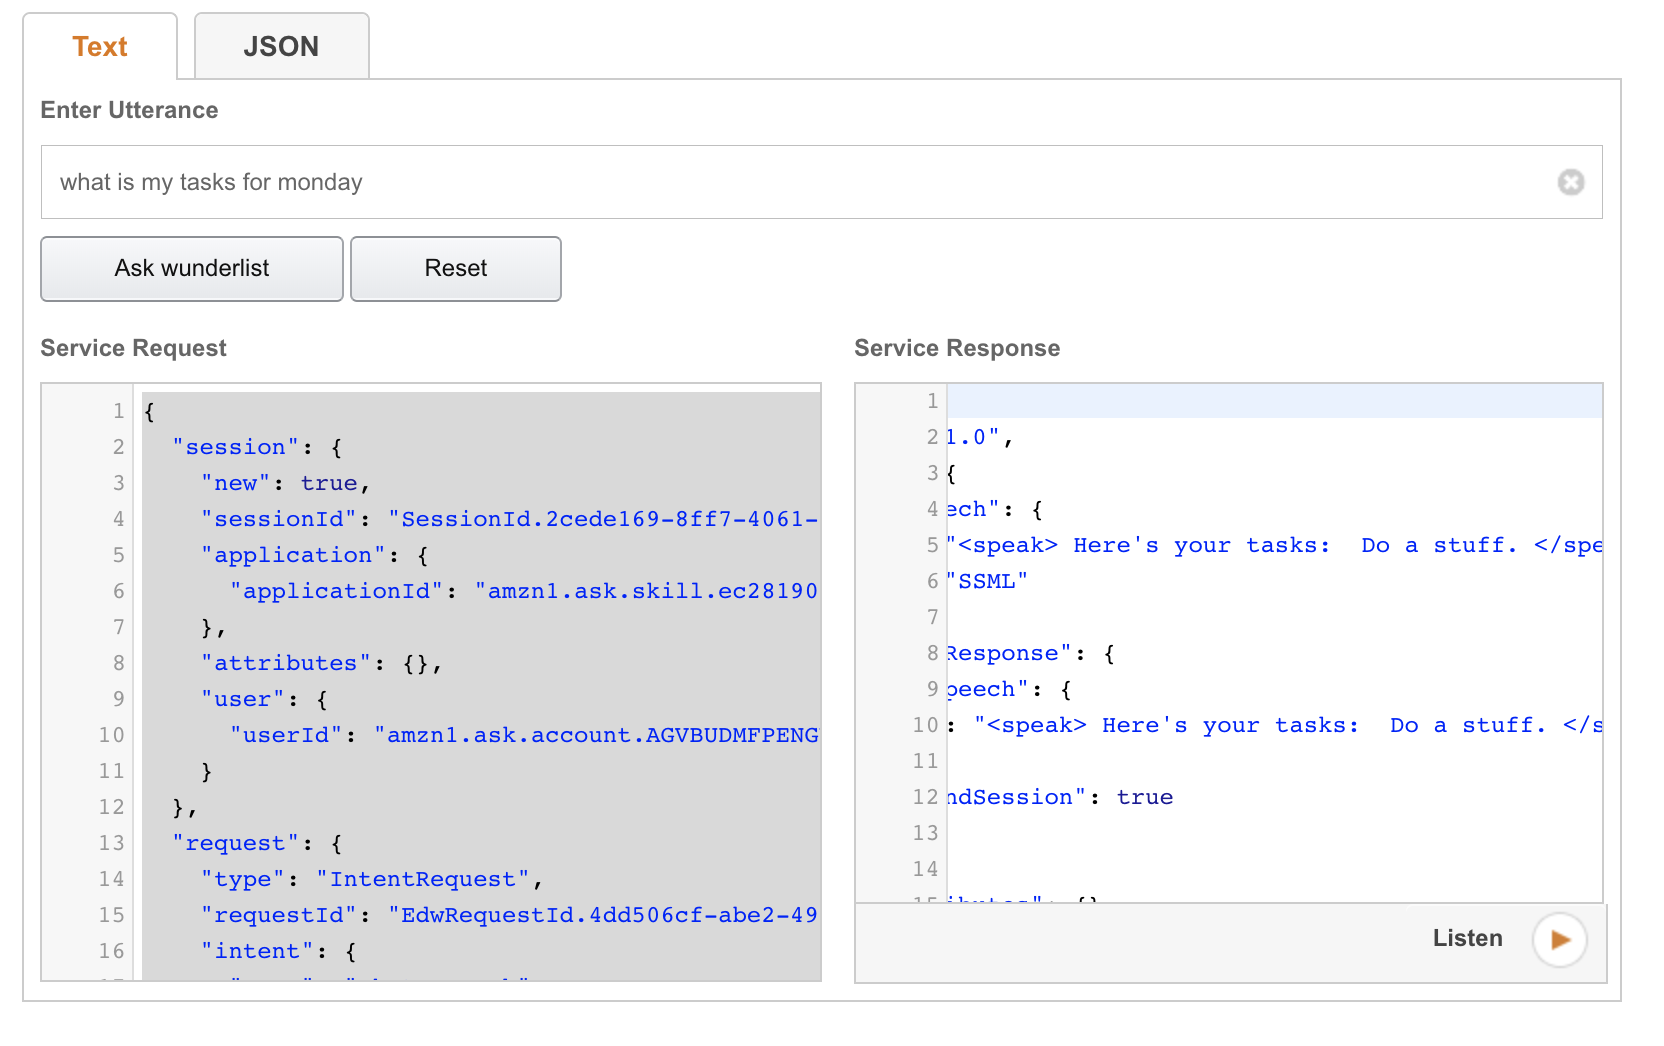 Text JSON
Enter Utterance
what is my tasks for monday
Ask wunderlist Reset
Service Request
1 {
2 "session": {
3 "new": true,
4 "sessionId": "SessionId.2cede169-8ff7-4061-
5 "application": {
6 "applicationId": "amzn1.ask.skill.ec28190
7 },
8 "attributes": {},
9 "user": {
10 "userId": "amzn1.ask.account.AGVBUDMFPENG
11 }
12 },
13 "request": {
14 "type": "IntentRequest",
15 "requestId": "EdwRequestId.4dd506cf-abe2-49
16 "intent": {
Service Response
1
2 1.0",
3 {
4 ech": {
5 "<speak> Here's your tasks:  Do a stuff. </spe
6 "SSML"
7
8 Response": {
9 peech": {
10 : "<speak> Here's your tasks:  Do a stuff. </s
11
12 ndSession": true
13
14
Listen